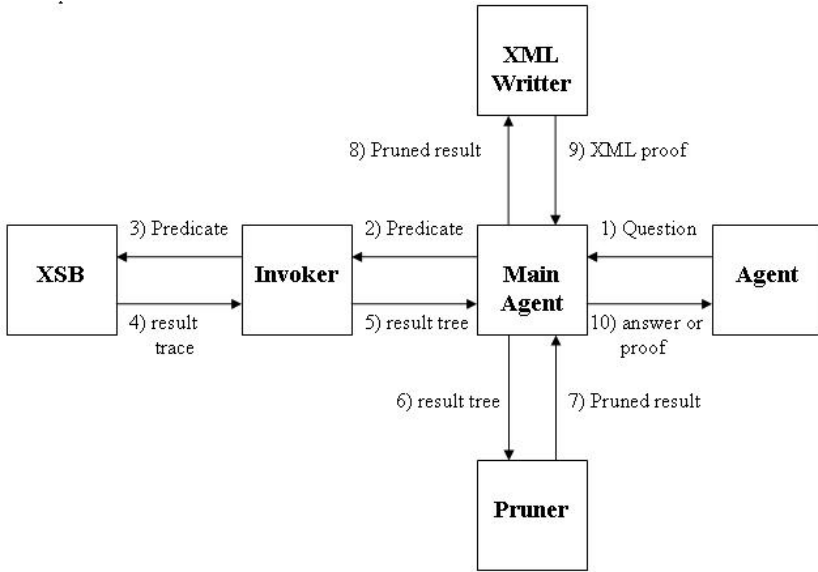 XML
Writter
8) Pruned result
9) XML proof
3) Predicate
2) Predicate
1) Question
XSB
Invoker
Main
Agent
Agent
4) result
trace
5) result tree
10) answer or
proof
6) result tree
7) Pruned result
Pruner